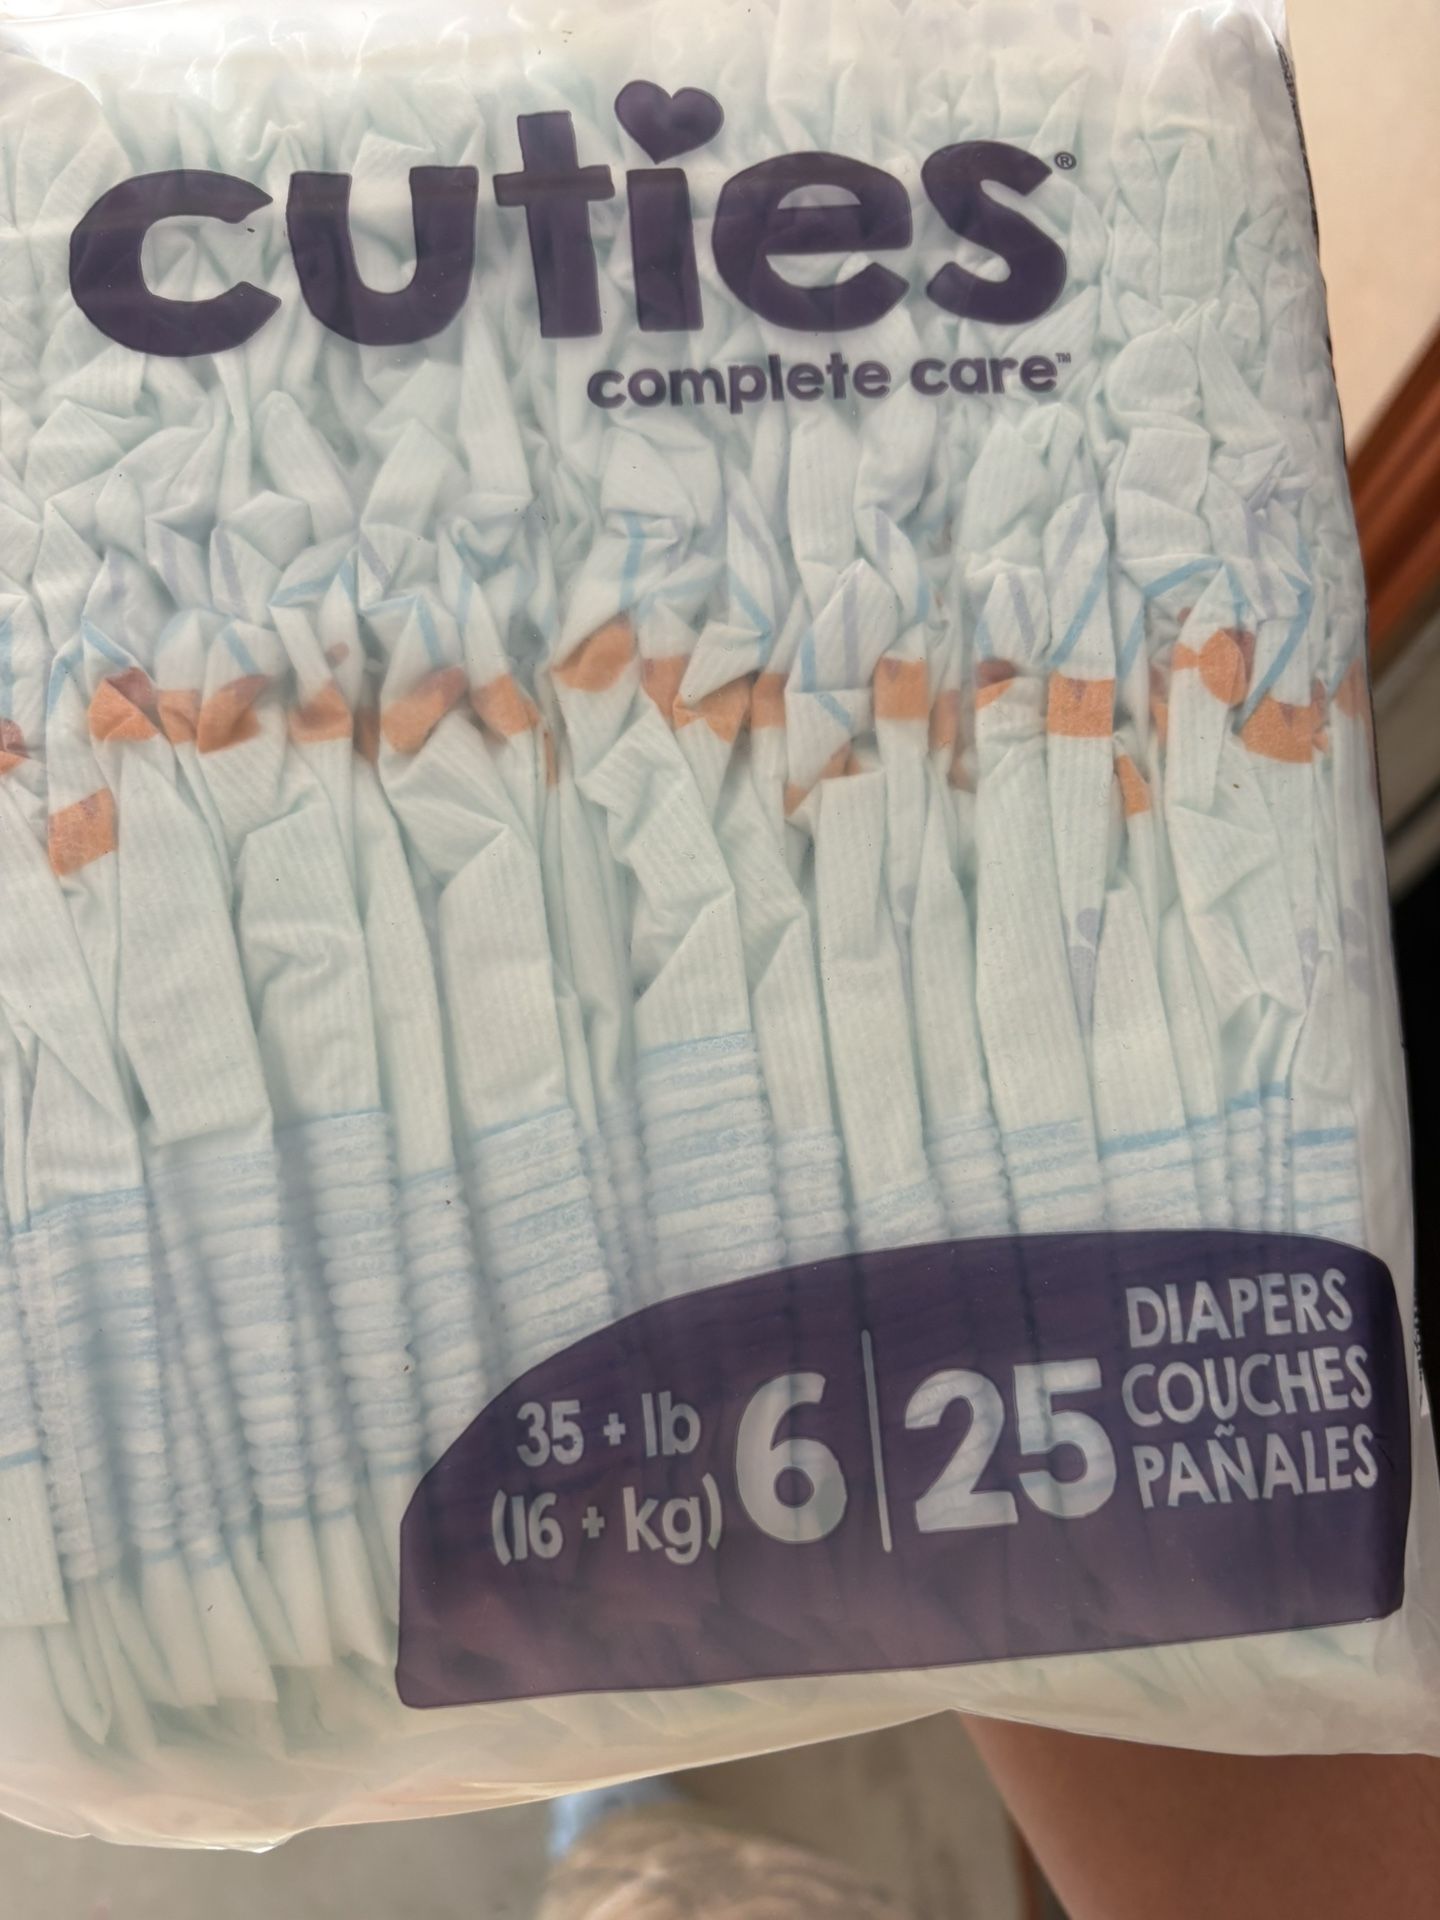 cuties®
complete care™
35 + lb
(16 + kg)
6 | 25
DIAPERS
COUCHES
PAÑALES